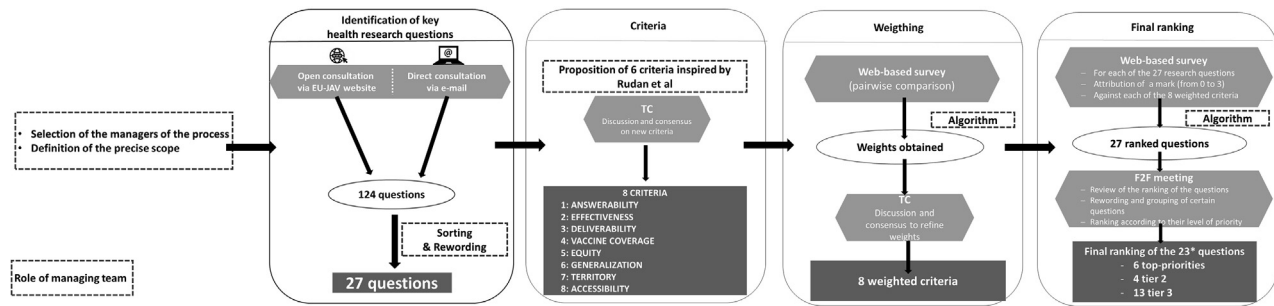 • Selection of the managers of the process
• Definition of the precise scope
Role of managing team
Identification of key
health research questions
@
Open consultation
via EU-JAV website
Direct consultation
via e-mail
124 questions
Sorting
& Rewording
27 questions
Criteria
Proposition of 6 criteria inspired by
Rudan et al
TC
Discussion and consensus
on new criteria
8 CRITERIA
1: ANSWERABILITY
2: EFFECTIVENESS
3: DELIVERABILITY
4: VACCINE COVERAGE
5: EQUITY
6: GENERALIZATION
7: TERRITORY
8: ACCESSIBILITY
Weigthing
Web-based survey
(pairwise comparison)
Algorithm
Weights obtained
TC
Discussion and
consensus to refine
weights
8 weighted criteria
Final ranking
Web-based survey
– For each of the 27 research questions
– Attribution of a mark (from 0 to 3)
– Against each of the 8 weighted criteria
Algorithm
27 ranked questions
F2F meeting
– Review of the ranking of the questions
– Rewording and grouping of certain
questions
– Ranking according to their level of priority
Final ranking of the 23* questions
- 6 top-priorities
- 4 tier 2
- 13 tier 3